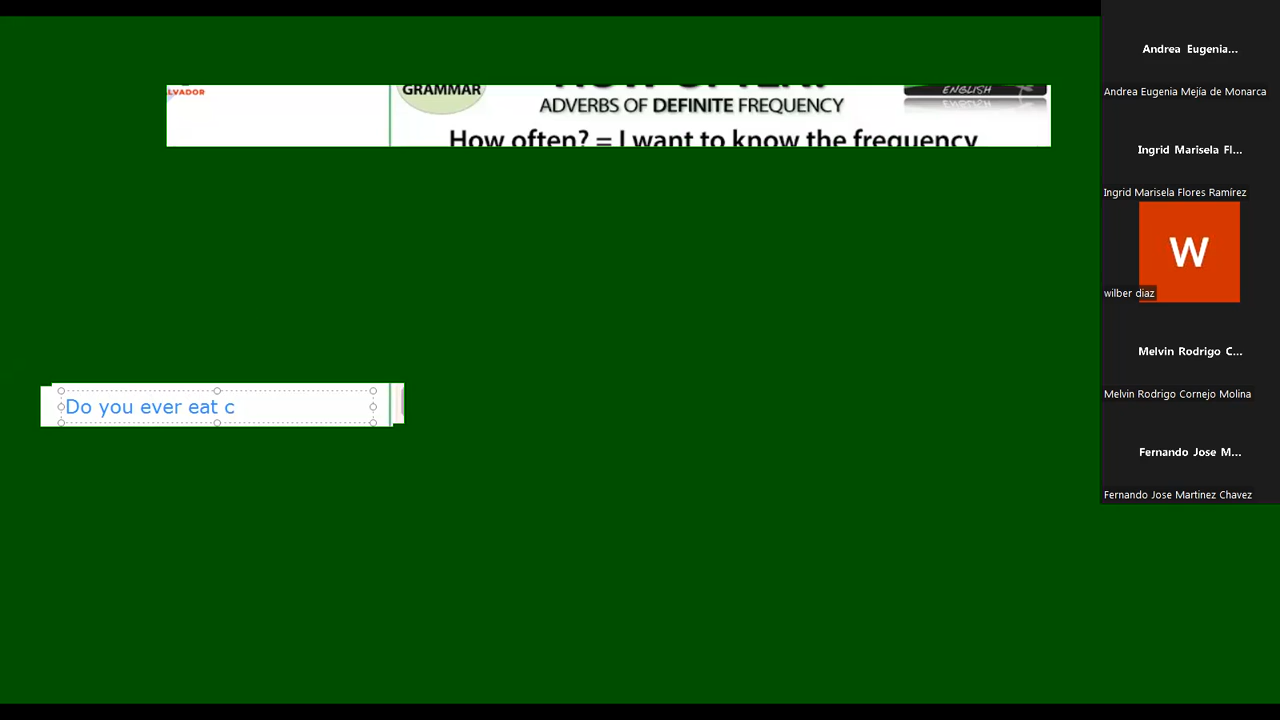 LVADOR
GRAMMAR
ENGLISH
ADVERBS OF DEFINITE FREQUENCY
How often? = I want to know the frequency
Do you ever eat c
Andrea Eugenia...
Andrea Eugenia Mejía de Monarca
Ingrid Marisela Fl...
Ingrid Marisela Flores Ramírez
W
wilber diaz
Melvin Rodrigo C...
Melvin Rodrigo Cornejo Molina
Fernando Jose M...
Fernando Jose Martinez Chavez